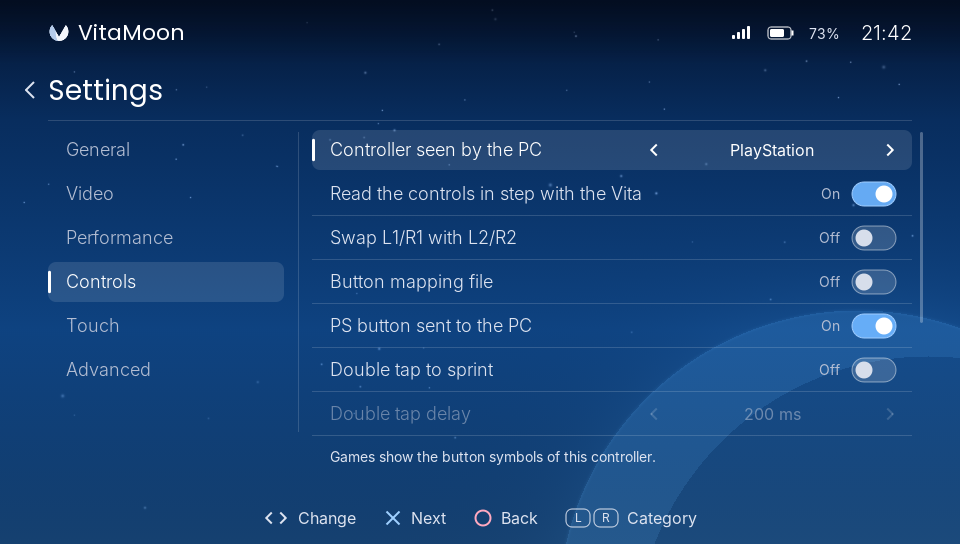 VitaMoon
73% 21:42
Settings
General
Video
Performance
Controls
Touch
Advanced
Controller seen by the PC PlayStation
Read the controls in step with the Vita On
Swap L1/R1 with L2/R2 Off
Button mapping file Off
PS button sent to the PC On
Double tap to sprint Off
Double tap delay 200 ms
Games show the button symbols of this controller.
Change Next Back L R Category